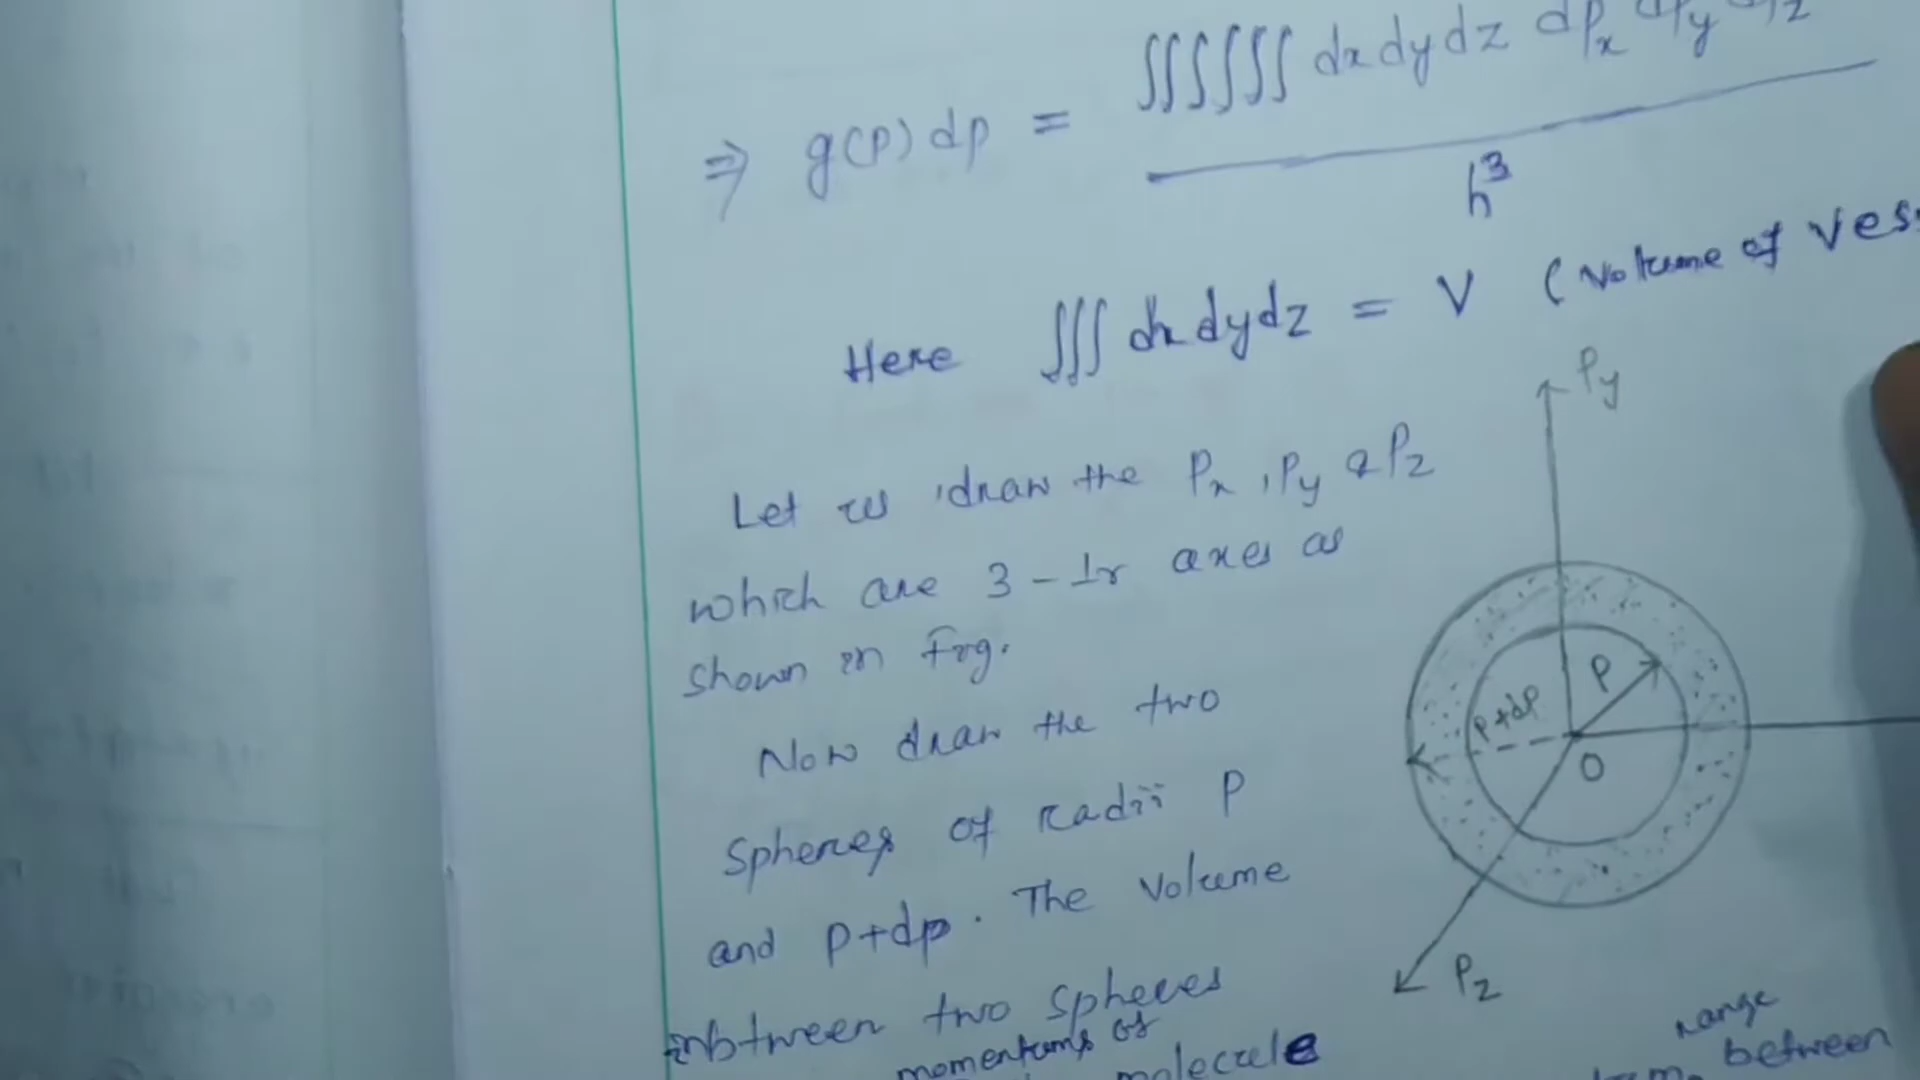 ∫∫∫∫∫∫ dx dy dz dPx dPy dPz
⇒ g(P) dp =
h³
Here ∫∫∫ dx dy dz = V (Volume of Ves
Py
Let us draw the Px, Py & Pz
which are 3-⊥r axes as
shown in Fig.
Now draw the two
Spheres of radii P
and P+dp. The Volume
inbtween two spheres
momentums of
molecule
range
between
P
P+dP
O
Pz